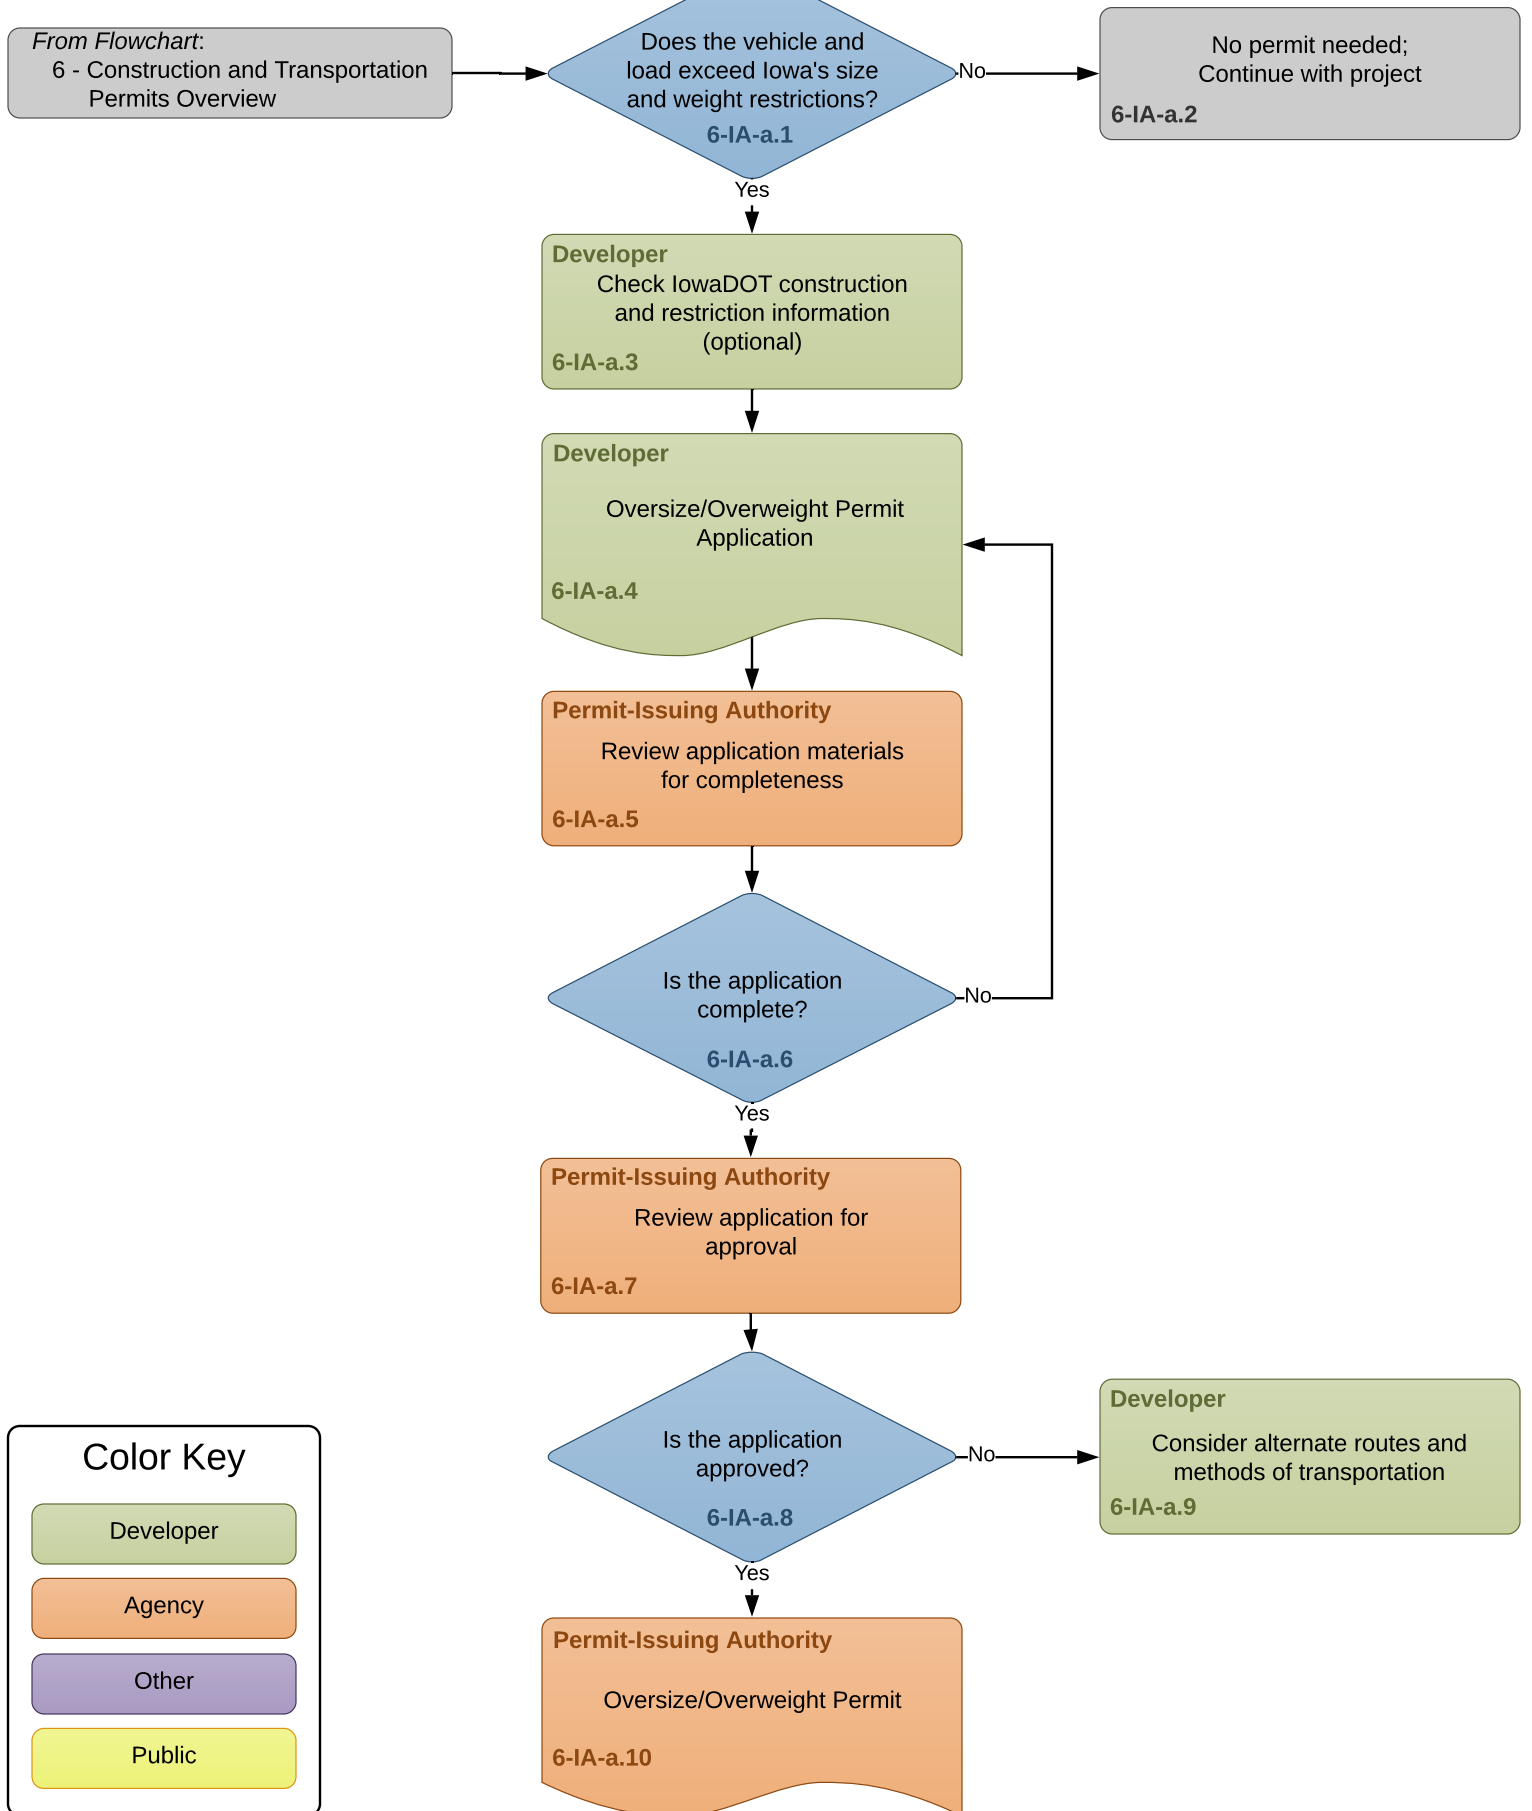 From Flowchart:
6 - Construction and Transportation
Permits Overview
Does the vehicle and
load exceed Iowa's size
and weight restrictions?
6-IA-a.1
No
No permit needed;
Continue with project
6-IA-a.2
Yes
Developer
Check IowaDOT construction
and restriction information
(optional)
6-IA-a.3
Developer
Oversize/Overweight Permit
Application
6-IA-a.4
Permit-Issuing Authority
Review application materials
for completeness
6-IA-a.5
Is the application
complete?
6-IA-a.6
No
Yes
Permit-Issuing Authority
Review application for
approval
6-IA-a.7
Is the application
approved?
6-IA-a.8
No
Developer
Consider alternate routes and
methods of transportation
6-IA-a.9
Yes
Permit-Issuing Authority
Oversize/Overweight Permit
6-IA-a.10
Color Key
Developer
Agency
Other
Public